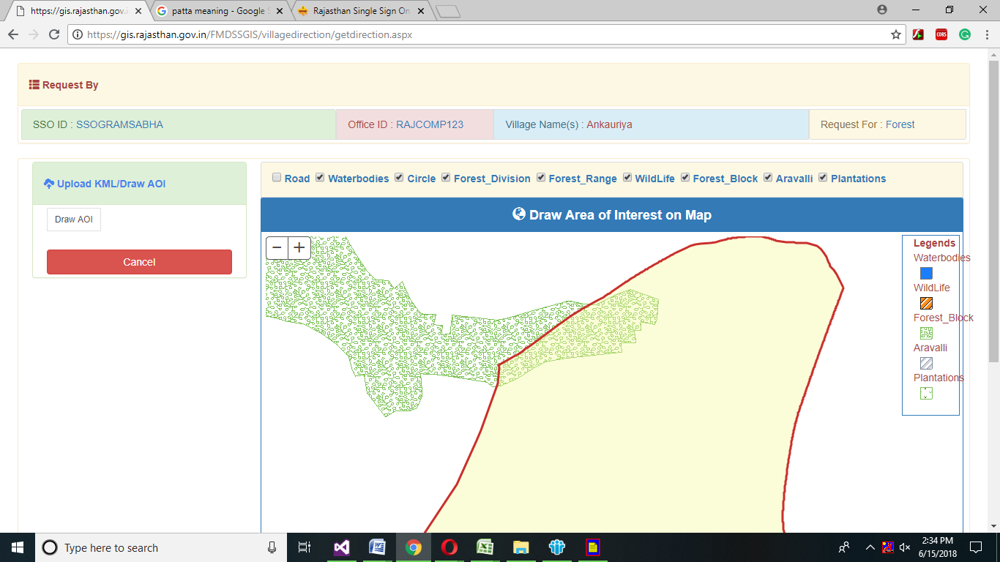 https://gis.rajasthan.gov.i
patta meaning - Google S
Rajasthan Single Sign On
https://gis.rajasthan.gov.in/FMDSSGIS/villagedirection/getdirection.aspx
CORS
Request By
SSO ID : SSOGRAMSABHA
Office ID : RAJCOMP123
Village Name(s) : Ankauriya
Request For : Forest
Upload KML/Draw AOI
Draw AOI
Cancel
Road Waterbodies Circle Forest_Division Forest_Range WildLife Forest_Block Aravalli Plantations
Draw Area of Interest on Map
Legends
Waterbodies
WildLife
Forest_Block
Aravalli
Plantations
Type here to search
2:34 PM
6/15/2018